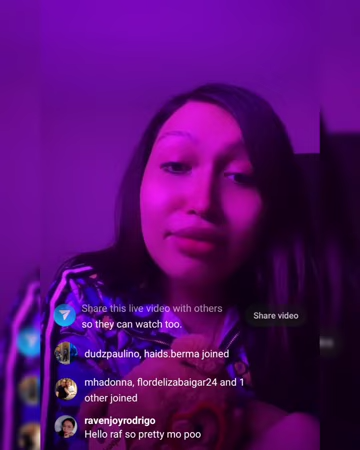 Share this live video with others
so they can watch too.
Share video
dudzpaulino, haids.berma joined
mhadonna, flordelizabaigar24 and 1
other joined
ravenjoyrodrigo
Hello raf so pretty mo poo